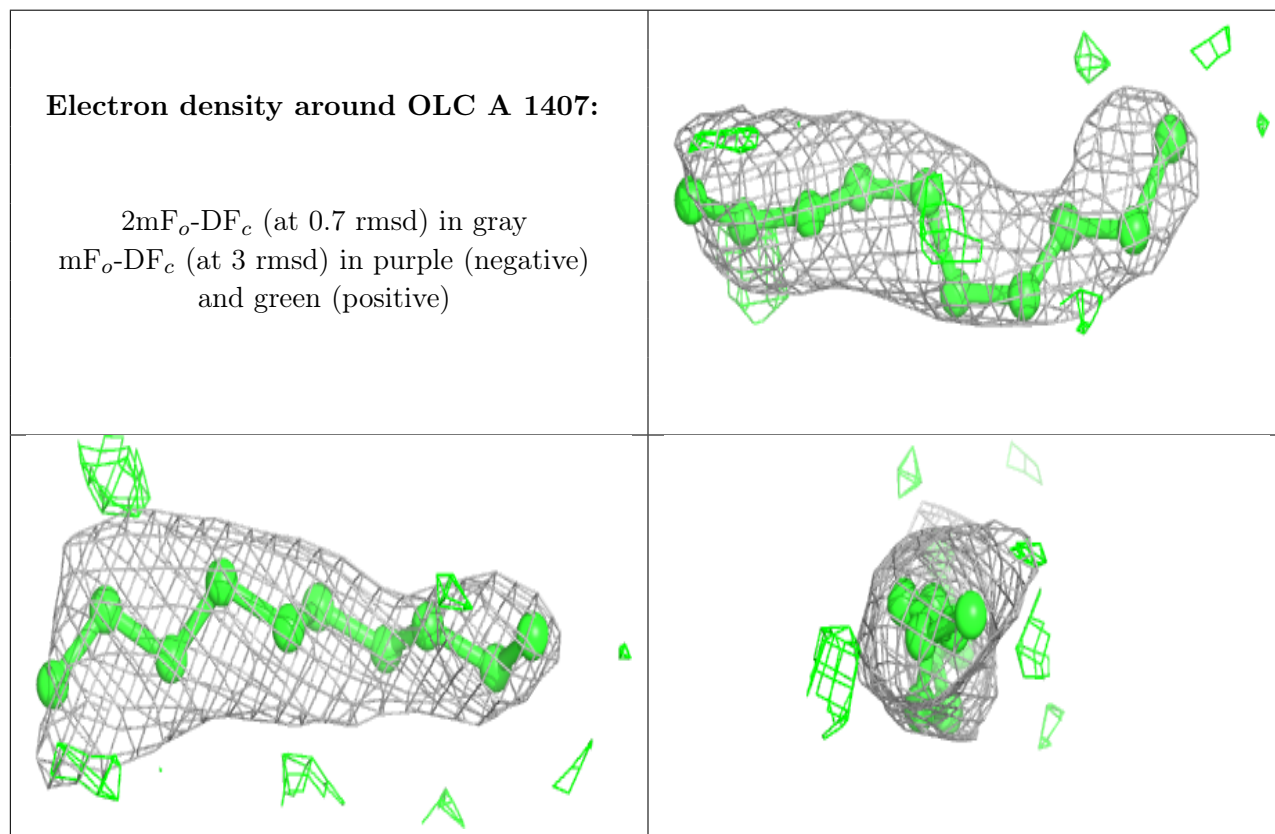 Electron density around OLC A 1407:
2mFo-DFc (at 0.7 rmsd) in gray
mFo-DFc (at 3 rmsd) in purple (negative)
and green (positive)